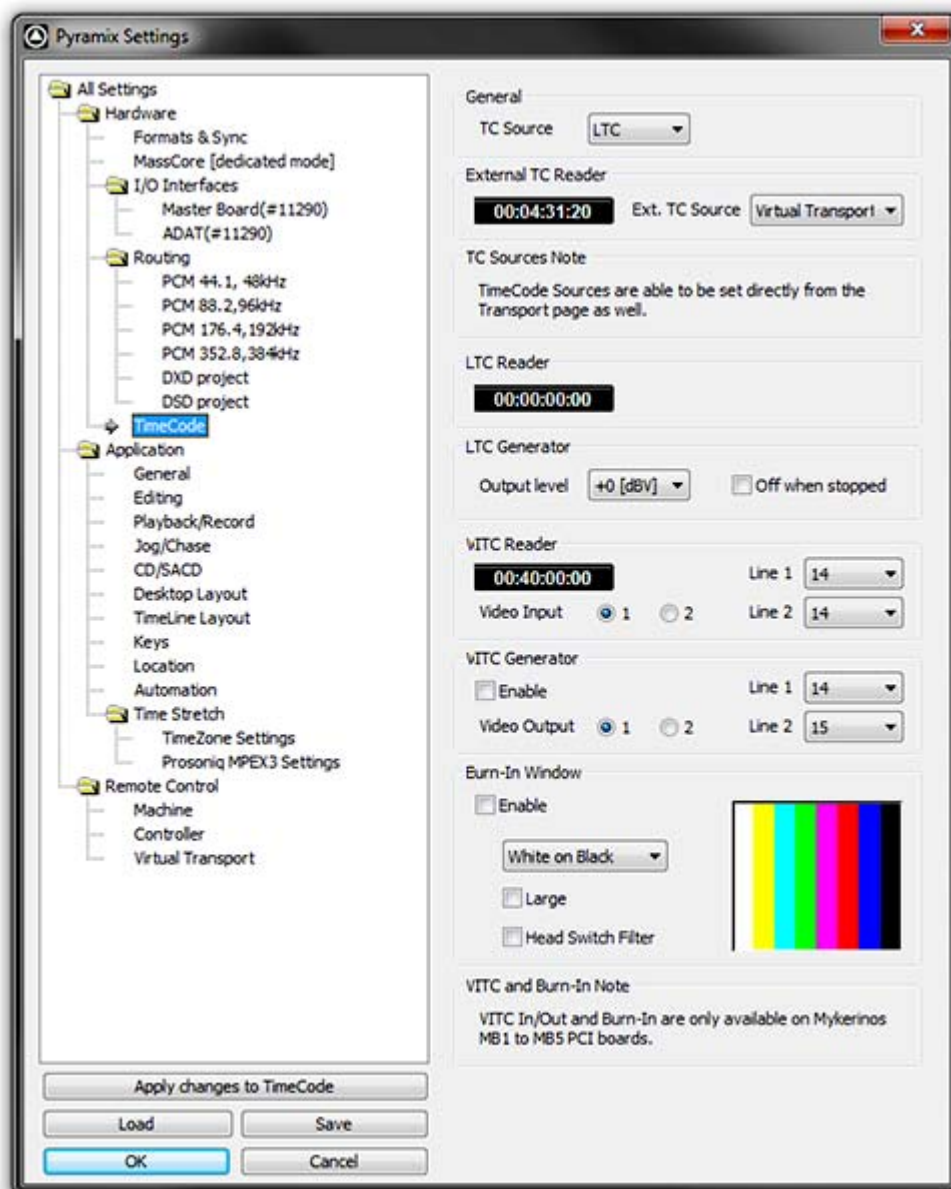 Pyramix Settings
All Settings
Hardware
Formats & Sync
MassCore [dedicated mode]
I/O Interfaces
Master Board(#11290)
ADAT(#11290)
Routing
PCM 44.1, 48kHz
PCM 88.2,96kHz
PCM 176.4,192kHz
PCM 352.8,384kHz
DXD project
DSD project
TimeCode
Application
General
Editing
Playback/Record
Jog/Chase
CD/SACD
Desktop Layout
TimeLine Layout
Keys
Location
Automation
Time Stretch
TimeZone Settings
Prosoniq MPEX3 Settings
Remote Control
Machine
Controller
Virtual Transport
Apply changes to TimeCode
Load Save
OK Cancel
General
TC Source LTC
External TC Reader
00:04:31:20 Ext. TC Source Virtual Transport
TC Sources Note
TimeCode Sources are able to be set directly from the
Transport page as well.
LTC Reader
00:00:00:00
LTC Generator
Output level +0 [dBV] Off when stopped
VITC Reader
00:40:00:00 Line 1 14
Video Input 1 2 Line 2 14
VITC Generator
Enable Line 1 14
Video Output 1 2 Line 2 15
Burn-In Window
Enable
White on Black
Large
Head Switch Filter
VITC and Burn-In Note
VITC In/Out and Burn-In are only available on Mykerinos
MB1 to MB5 PCI boards.